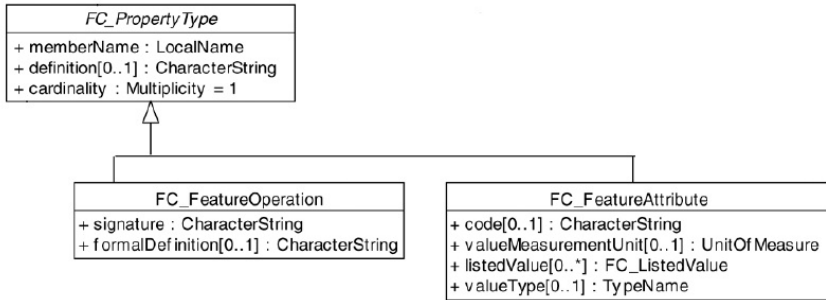 FC_PropertyType
+ memberName : LocalName
+ definition[0..1] : CharacterString
+ cardinality : Multiplicity = 1
FC_FeatureOperation
+ signature : CharacterString
+ formalDefinition[0..1] : CharacterString
FC_FeatureAttribute
+ code[0..1] : CharacterString
+ valueMeasurementUnit[0..1] : UnitOfMeasure
+ listedValue[0..*] : FC_ListedValue
+ valueType[0..1] : TypeName